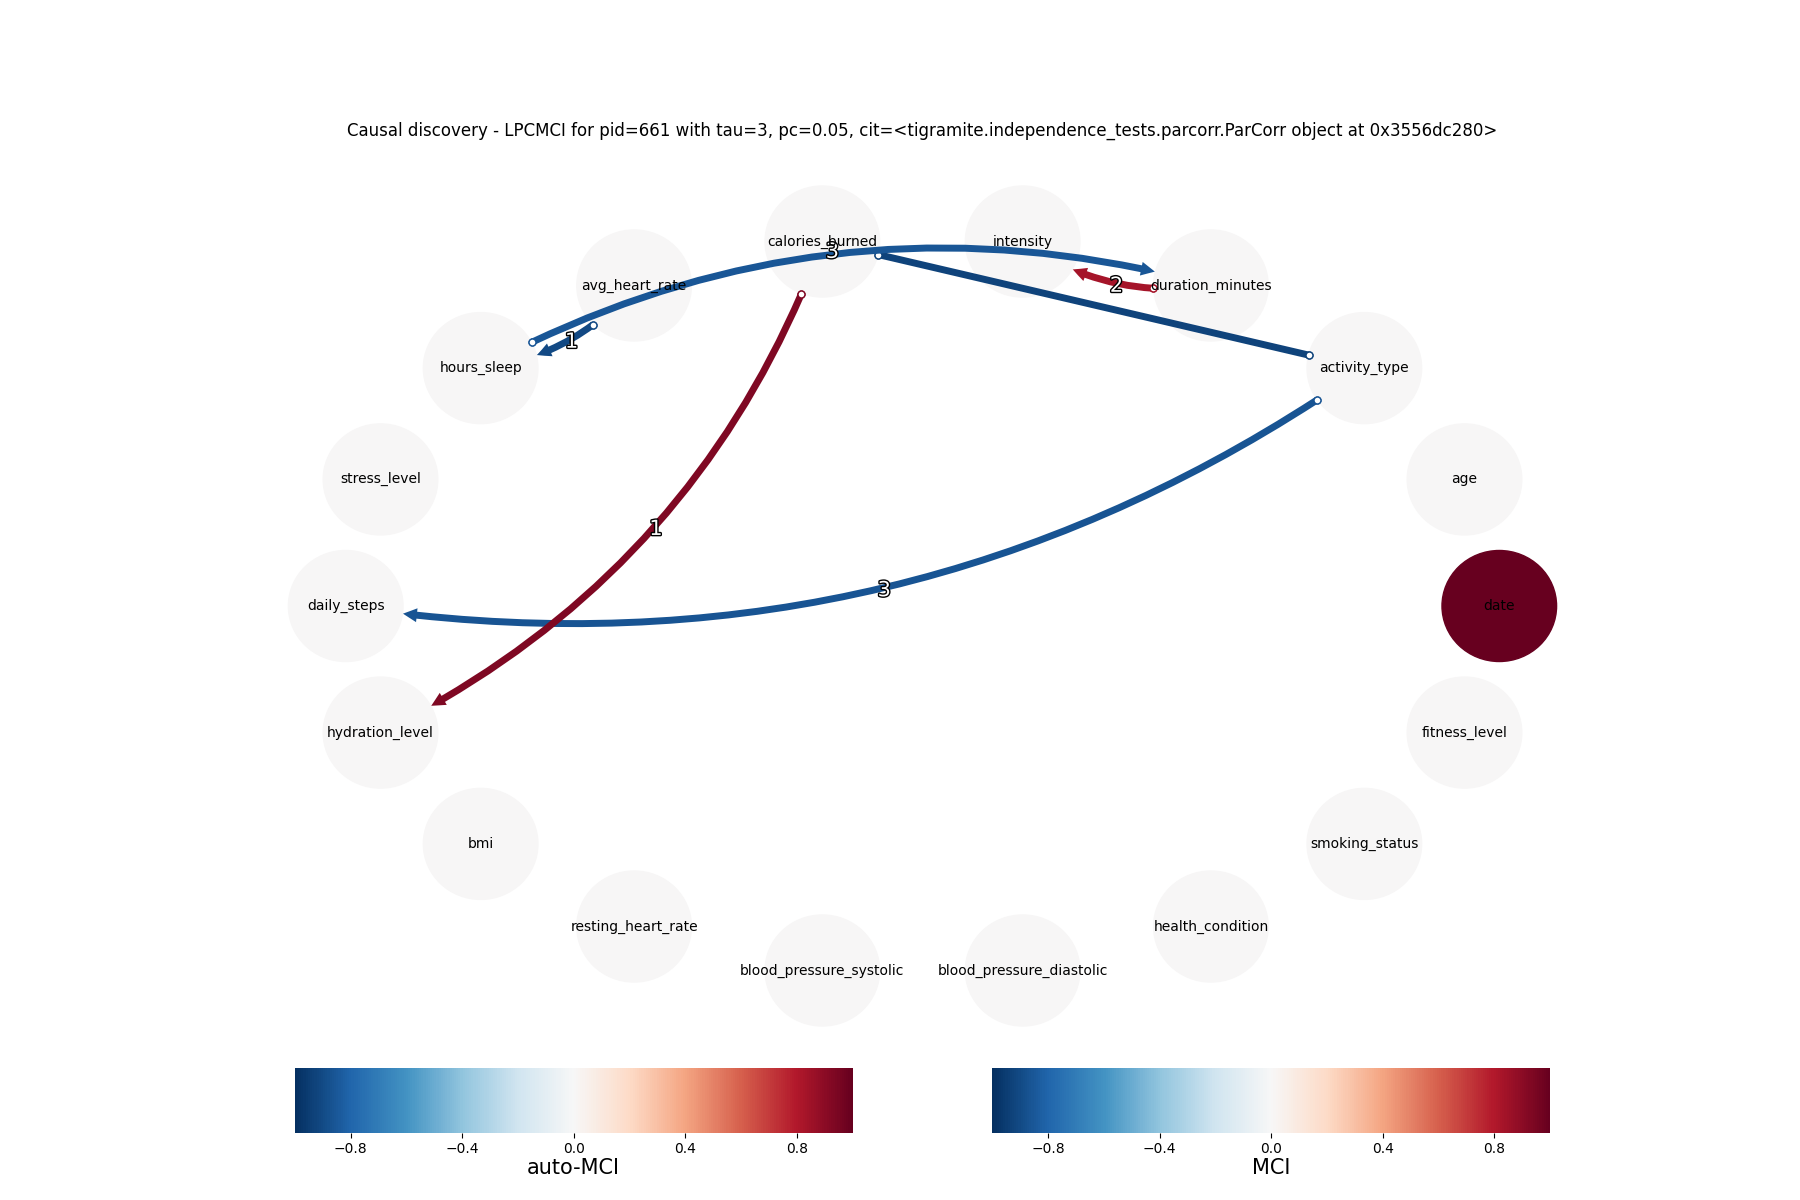 Causal discovery - LPCMCI for pid=661 with tau=3, pc=0.05, cit=<tigramite.independence_tests.parcorr.ParCorr object at 0x3556dc280>
calories_burned
intensity
3
avg_heart_rate
2
duration_minutes
1
hours_sleep
activity_type
stress_level
age
1
3
daily_steps
date
hydration_level
fitness_level
bmi
smoking_status
resting_heart_rate
health_condition
blood_pressure_systolic
blood_pressure_diastolic
−0.8 −0.4 0.0 0.4 0.8
auto-MCI
−0.8 −0.4 0.0 0.4 0.8
MCI